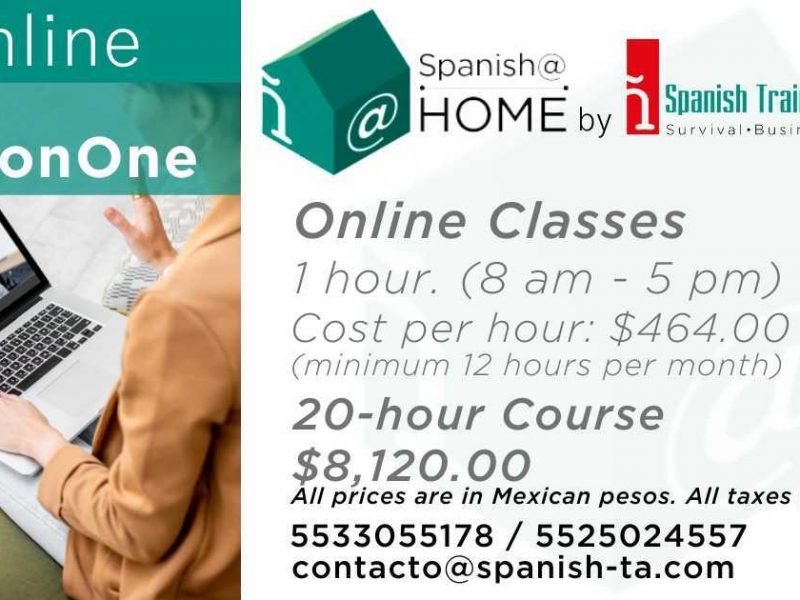 nline
onOne
ñ
@
Spanish@
HOME by
ñ Spanish Trai
Survival•Busin
Online Classes
1 hour. (8 am - 5 pm)
Cost per hour: $464.00
(minimum 12 hours per month)
20-hour Course
$8,120.00
All prices are in Mexican pesos. All taxes
5533055178 / 5525024557
contacto@spanish-ta.com